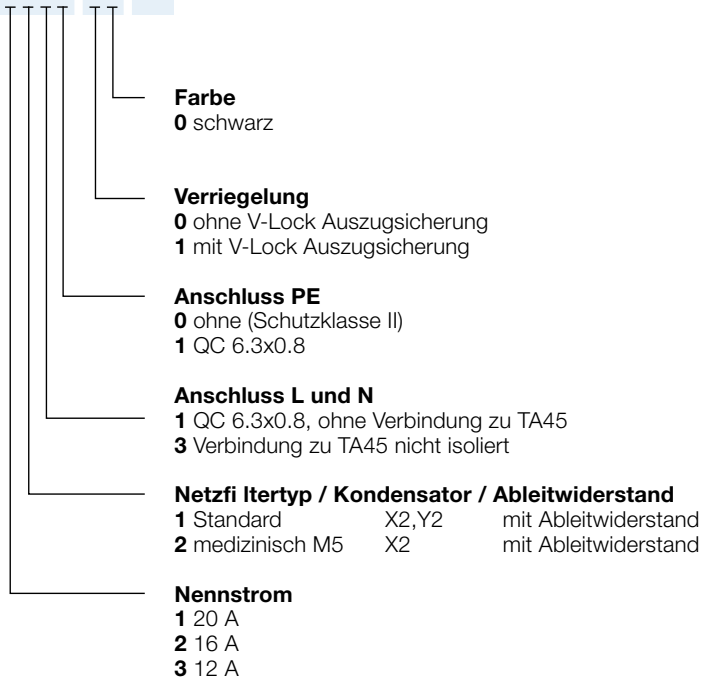 Farbe
0 schwarz
Verriegelung
0 ohne V-Lock Auszugsicherung
1 mit V-Lock Auszugsicherung
Anschluss PE
0 ohne (Schutzklasse II)
1 QC 6.3x0.8
Anschluss L und N
1 QC 6.3x0.8, ohne Verbindung zu TA45
3 Verbindung zu TA45 nicht isoliert
Netzfi ltertyp / Kondensator / Ableitwiderstand
1 Standard X2,Y2 mit Ableitwiderstand
2 medizinisch M5 X2 mit Ableitwiderstand
Nennstrom
1 20 A
2 16 A
3 12 A